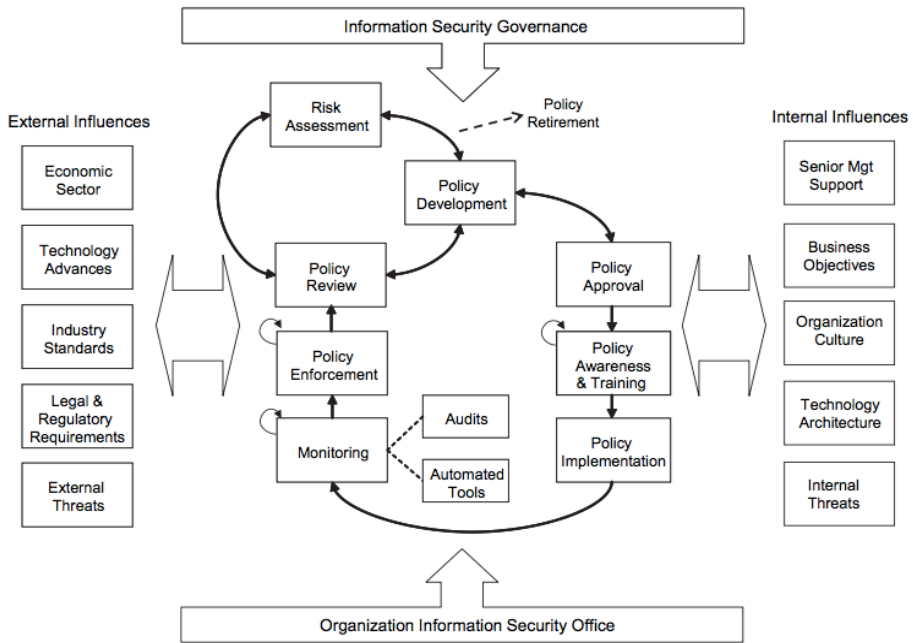 Information Security Governance
External Influences
Economic
Sector
Technology
Advances
Industry
Standards
Legal &
Regulatory
Requirements
External
Threats
Risk
Assessment
Policy
Retirement
Policy
Development
Policy
Review
Policy
Approval
Policy
Enforcement
Policy
Awareness
& Training
Monitoring
Audits
Automated
Tools
Policy
Implementation
Internal Influences
Senior Mgt
Support
Business
Objectives
Organization
Culture
Technology
Architecture
Internal
Threats
Organization Information Security Office